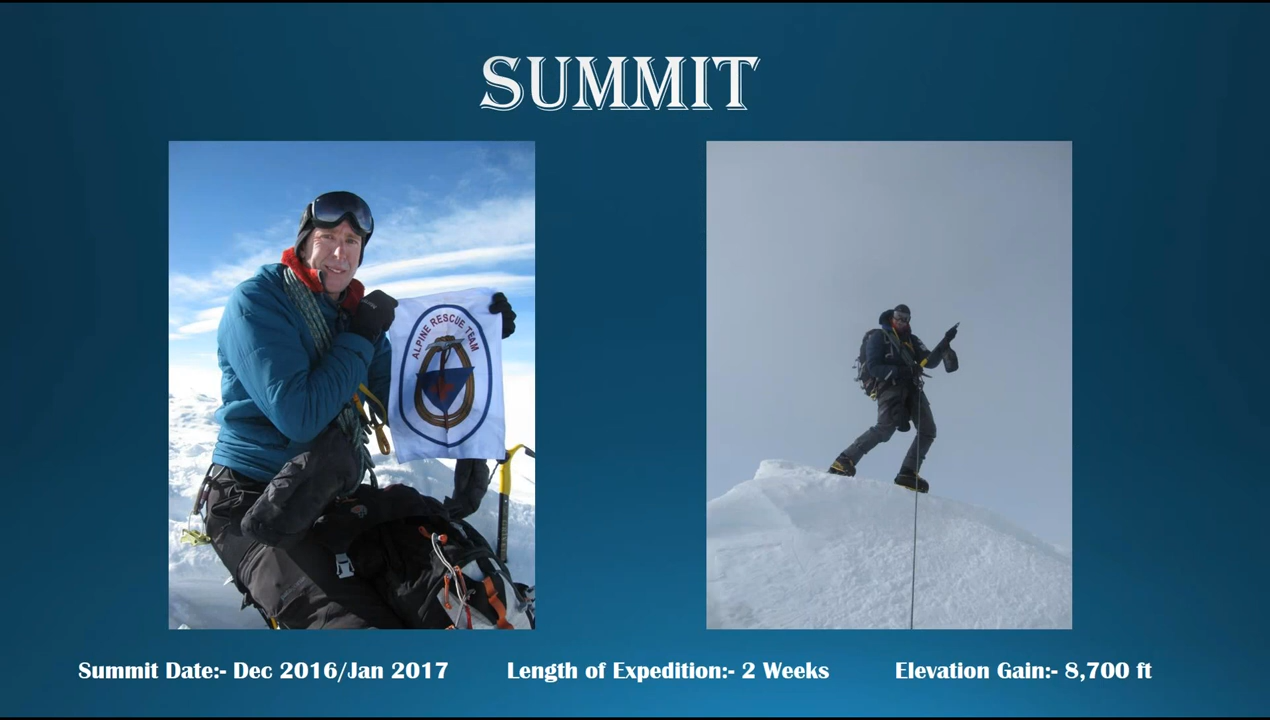 SUMMIT
ALPINE RESCUE TEAM
Summit Date:- Dec 2016/Jan 2017
Length of Expedition:- 2 Weeks
Elevation Gain:- 8,700 ft